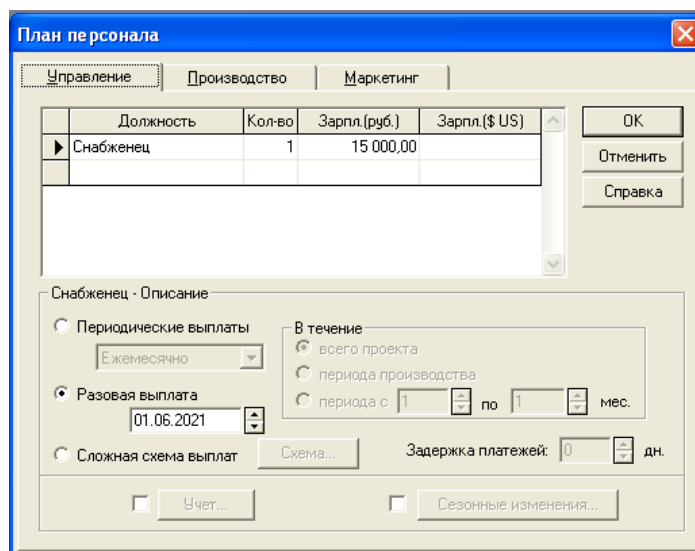 План персонала
Управление Производство Маркетинг
Должность Кол-во Зарпл.(руб.) Зарпл.($ US)
Снабженец 1 15 000,00
OK
Отменить
Справка
Снабженец - Описание
Периодические выплаты
Ежемесячно
В течение
всего проекта
периода производства
периода с 1 по 1 мес.
Разовая выплата
01.06.2021
Сложная схема выплат Схема... Задержка платежей: 0 дн.
Учет... Сезонные изменения...